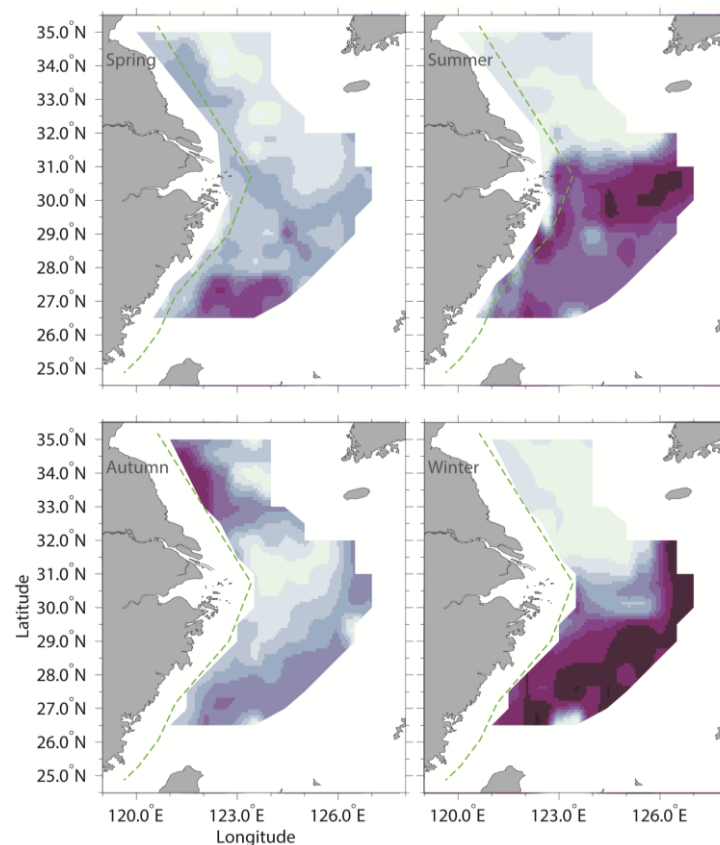 35.0° N
34.0° N
Spring
33.0° N
32.0° N
31.0° N
30.0° N
29.0° N
28.0° N
27.0° N
26.0° N
25.0° N
Summer
35.0° N
34.0° N
Autumn
33.0° N
32.0° N
31.0° N
30.0° N
29.0° N
28.0° N
27.0° N
26.0° N
25.0° N
Latitude
120.0° E 123.0° E 126.0° E
Longitude
Winter
120.0° E 123.0° E 126.0° E